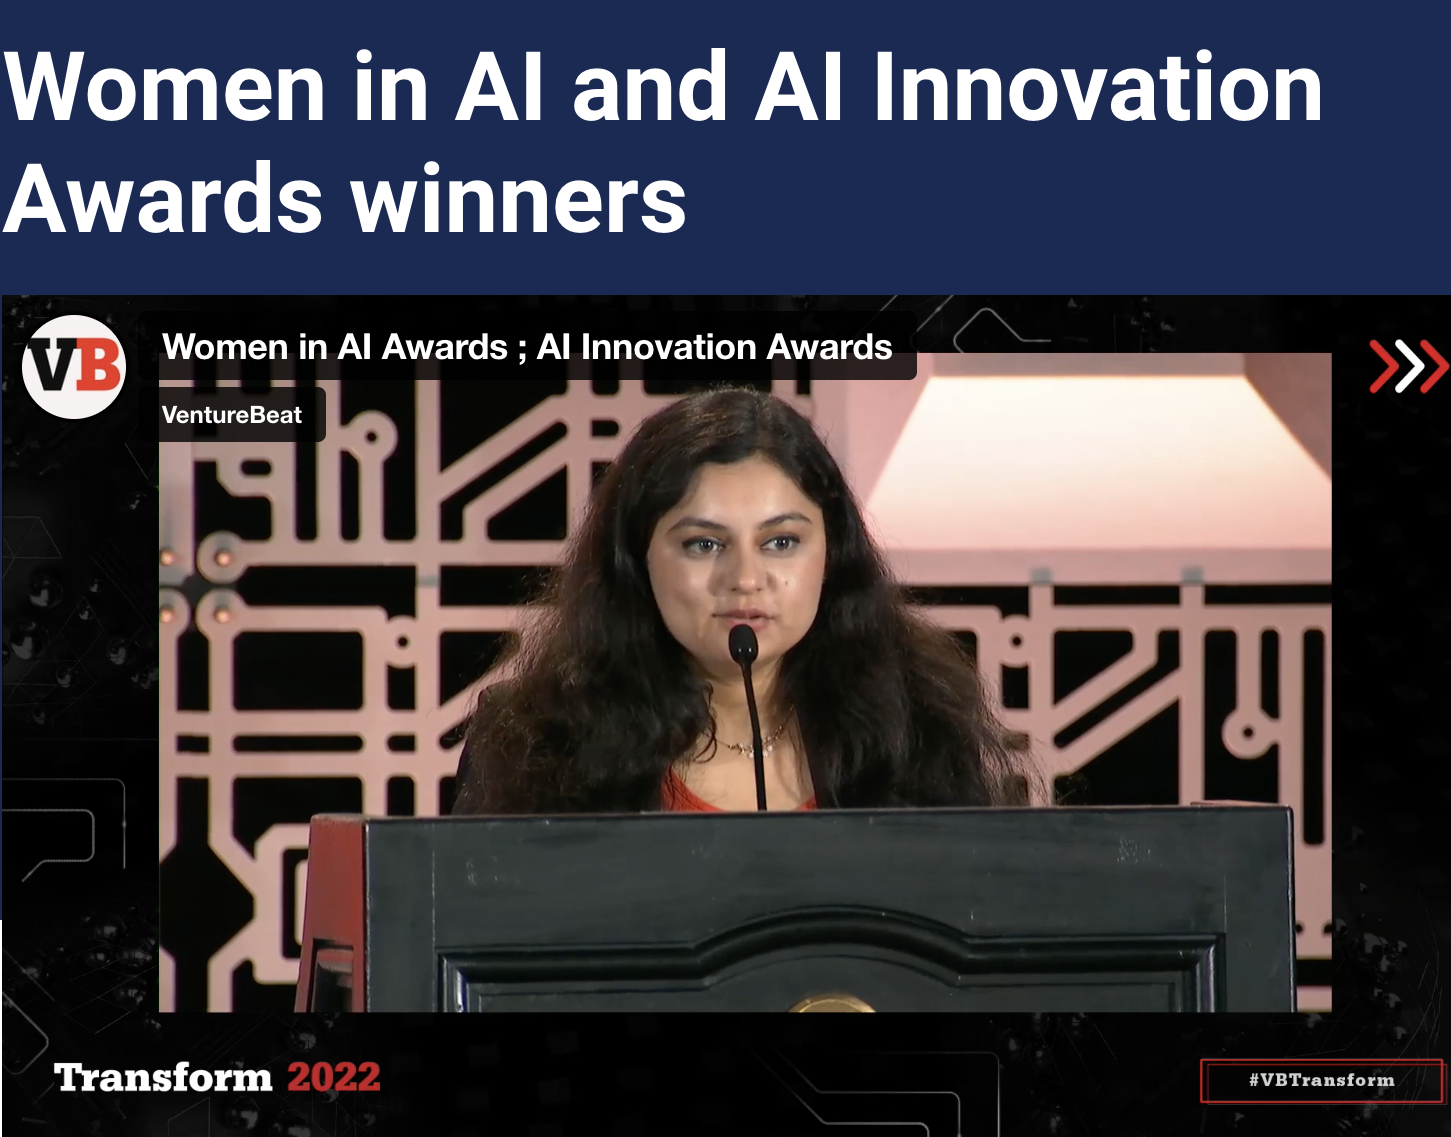 Women in AI and AI Innovation
Awards winners
VB
Women in AI Awards ; AI Innovation Awards
VentureBeat
Transform 2022
#VBTransform